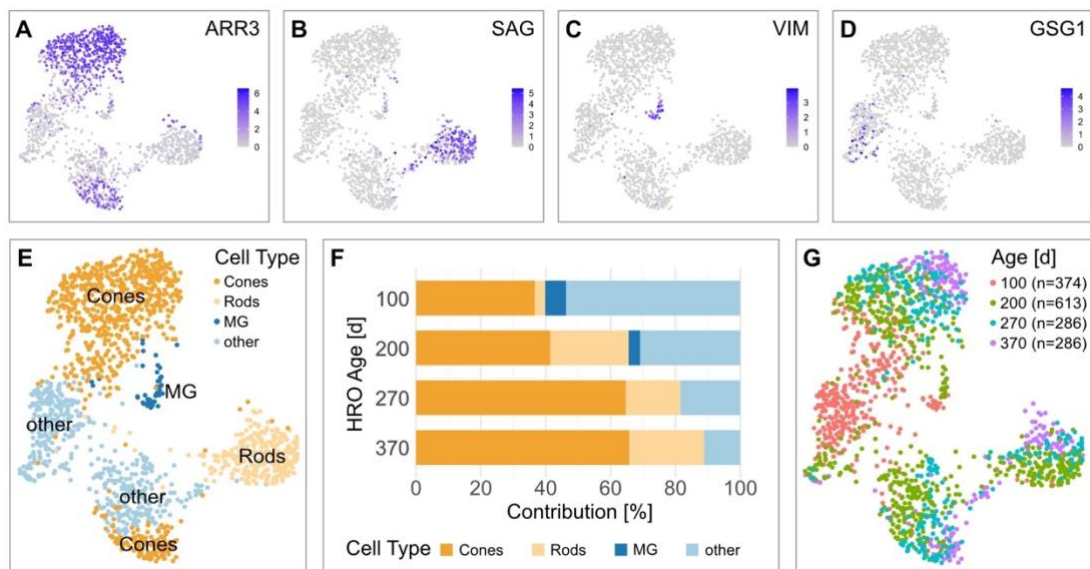 A ARR3
6
4
2
0
B SAG
5
4
3
2
1
0
C VIM
3
2
1
0
D GSG1
4
3
2
1
0
E Cell Type
Cones
Rods
MG
other
Cones
MG
other
Rods
other
Cones
F
HRO Age [d]
100
200
270
370
0 20 40 60 80 100
Contribution [%]
Cell Type Cones Rods MG other
G Age [d]
100 (n=374)
200 (n=613)
270 (n=286)
370 (n=286)